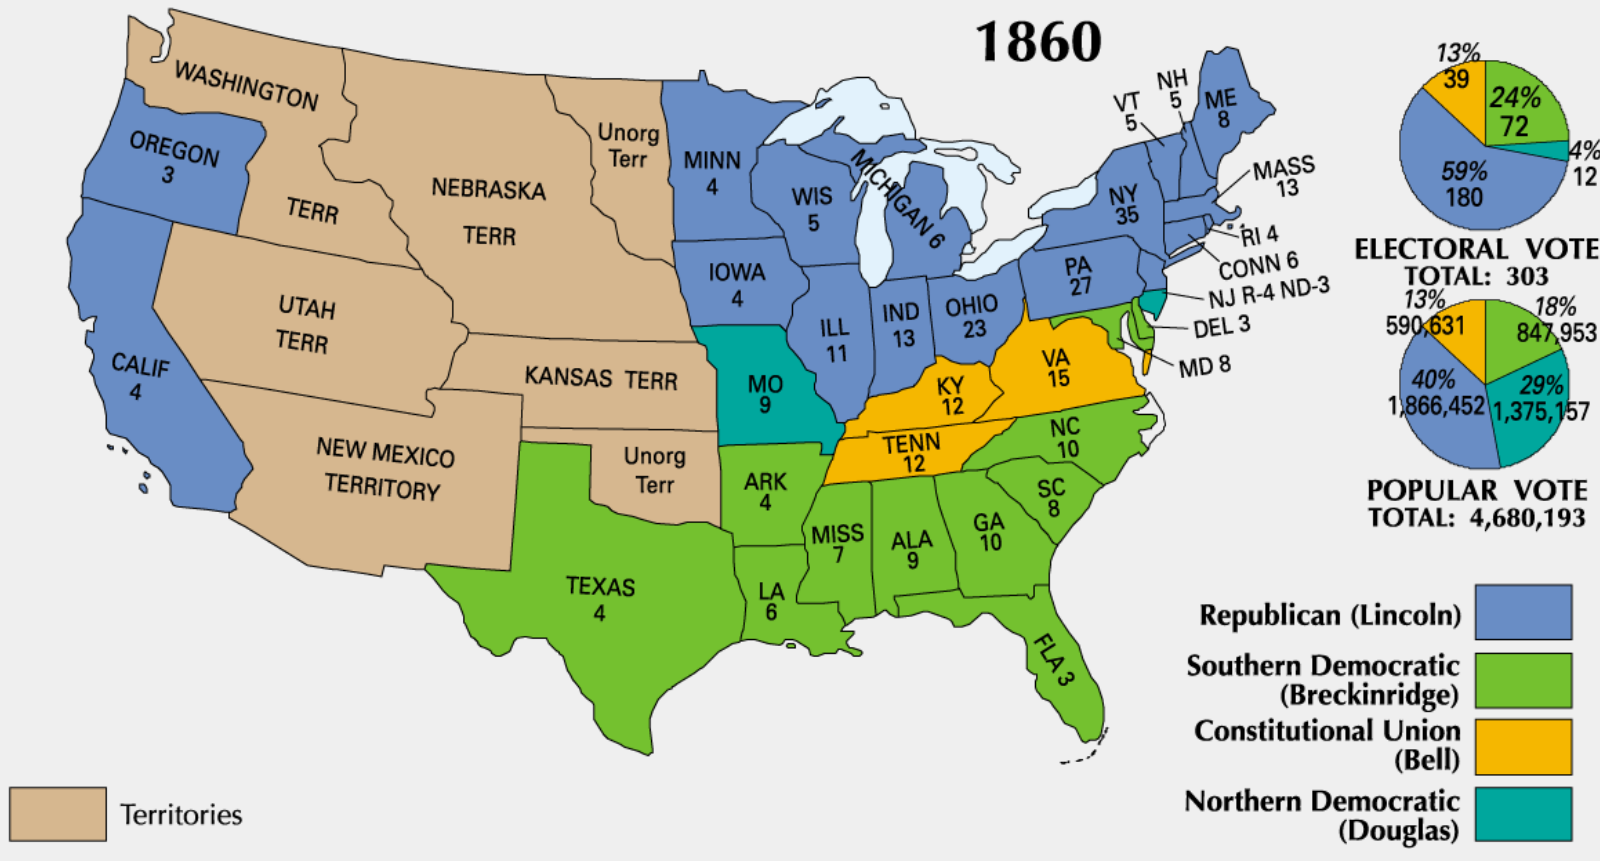 1860
WASHINGTON
TERR
OREGON
3
CALIF
4
NEBRASKA
TERR
Unorg
Terr
UTAH
TERR
KANSAS TERR
NEW MEXICO
TERRITORY
Unorg
Terr
TEXAS
4
MINN
4
IOWA
4
MO
9
ARK
4
LA
6
WIS
5
ILL
11
MICHIGAN 6
IND
13
OHIO
23
KY
12
TENN
12
MISS
7
ALA
9
GA
10
FLA 3
SC
8
NC
10
VA
15
PA
27
NY
35
VT
5
NH
5
ME
8
MASS
13
RI 4
CONN 6
NJ R-4 ND-3
DEL 3
MD 8
13%
39
24%
72
4%
12
59%
180
ELECTORAL VOTE
TOTAL: 303
13%
590,631
18%
847,953
40%
1,866,452
29%
1,375,157
POPULAR VOTE
TOTAL: 4,680,193
Republican (Lincoln)
Southern Democratic
(Breckinridge)
Constitutional Union
(Bell)
Northern Democratic
(Douglas)
Territories